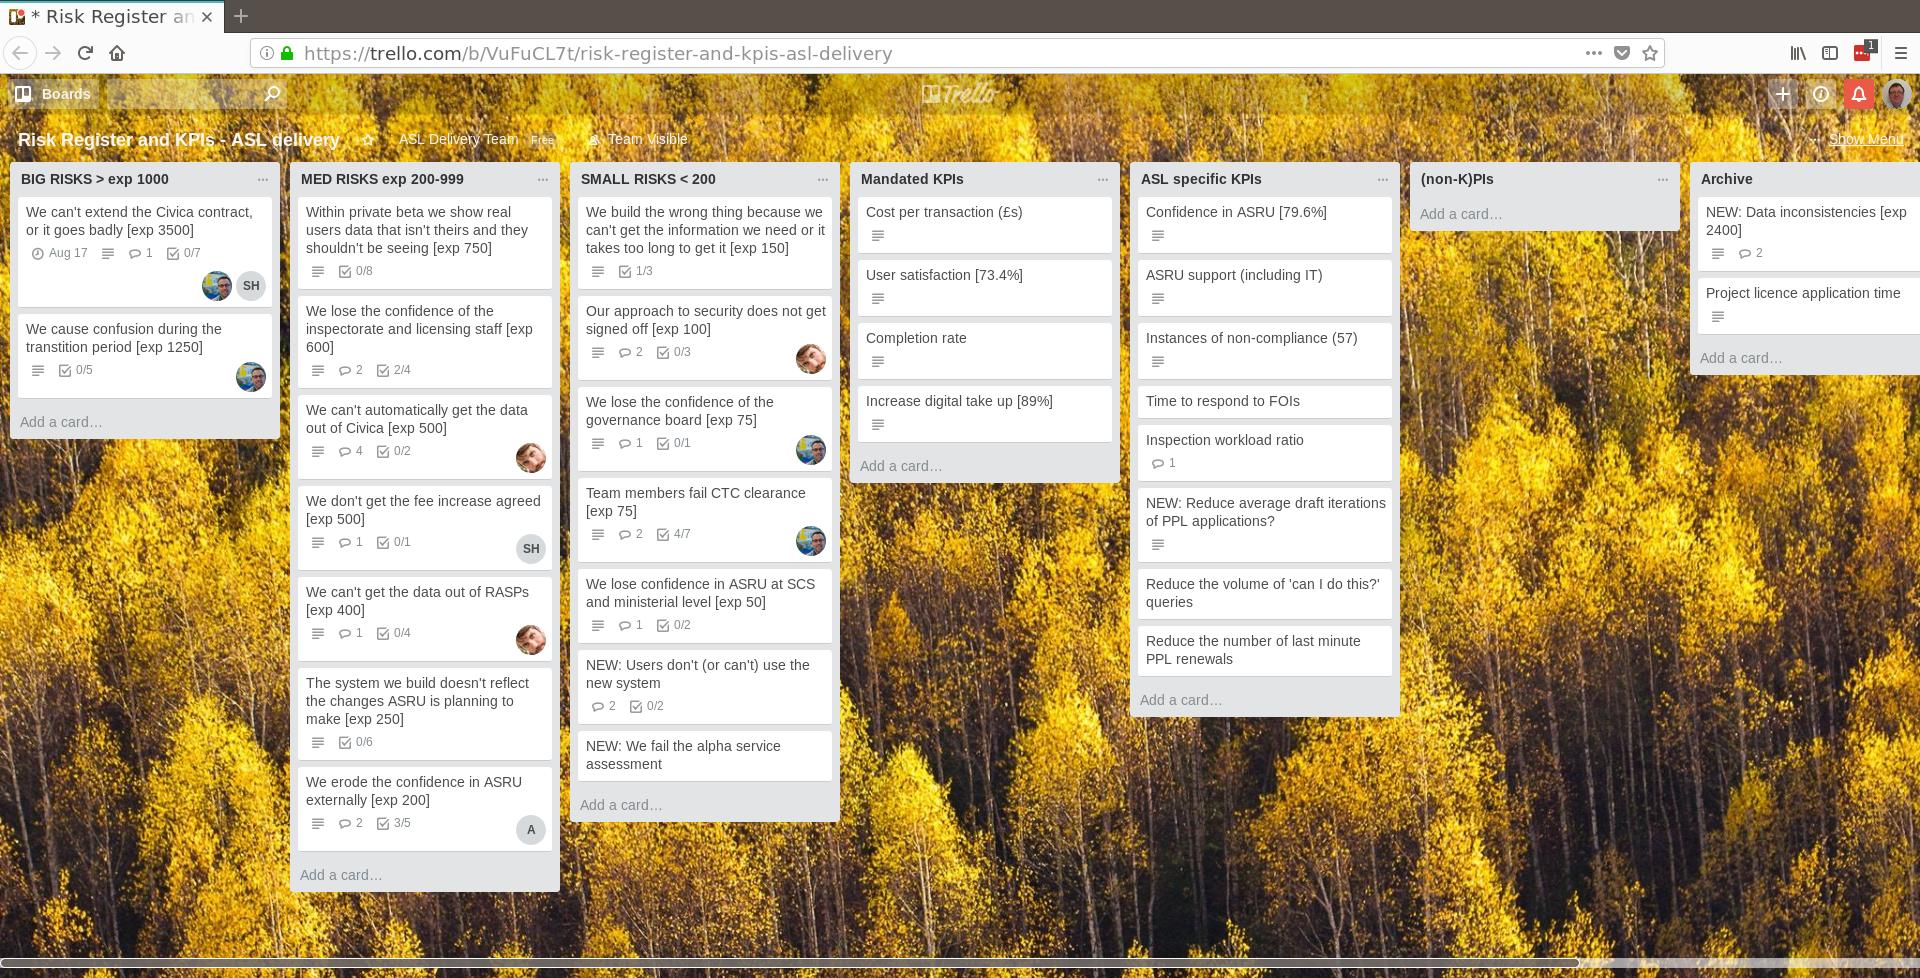 * Risk Register an
https://trello.com/b/VuFuCL7t/risk-register-and-kpis-asl-delivery
1
Boards
Trello
Risk Register and KPIs - ASL delivery
ASL Delivery Team Free
Team Visible
Show Menu
BIG RISKS > exp 1000
We can't extend the Civica contract,
or it goes badly [exp 3500]
Aug 17 1 0/7
SH
We cause confusion during the
transtition period [exp 1250]
0/5
Add a card…
MED RISKS exp 200-999
Within private beta we show real
users data that isn't theirs and they
shouldn't be seeing [exp 750]
0/8
We lose the confidence of the
inspectorate and licensing staff [exp
600]
2 2/4
We can't automatically get the data
out of Civica [exp 500]
4 0/2
We don't get the fee increase agreed
[exp 500]
1 0/1
SH
We can't get the data out of RASPs
[exp 400]
1 0/4
The system we build doesn't reflect
the changes ASRU is planning to
make [exp 250]
0/6
We erode the confidence in ASRU
externally [exp 200]
2 3/5
A
Add a card…
SMALL RISKS < 200
We build the wrong thing because we
can't get the information we need or it
takes too long to get it [exp 150]
1/3
Our approach to security does not get
signed off [exp 100]
2 0/3
We lose the confidence of the
governance board [exp 75]
1 0/1
Team members fail CTC clearance
[exp 75]
2 4/7
We lose confidence in ASRU at SCS
and ministerial level [exp 50]
1 0/2
NEW: Users don't (or can't) use the
new system
2 0/2
NEW: We fail the alpha service
assessment
Add a card…
Mandated KPIs
Cost per transaction (£s)
User satisfaction [73.4%]
Completion rate
Increase digital take up [89%]
Add a card…
ASL specific KPIs
Confidence in ASRU [79.6%]
ASRU support (including IT)
Instances of non-compliance (57)
Time to respond to FOIs
Inspection workload ratio
1
NEW: Reduce average draft iterations
of PPL applications?
Reduce the volume of 'can I do this?'
queries
Reduce the number of last minute
PPL renewals
Add a card…
(non-K)PIs
Add a card…
Archive
NEW: Data inconsistencies [exp
2400]
2
Project licence application time
Add a card…